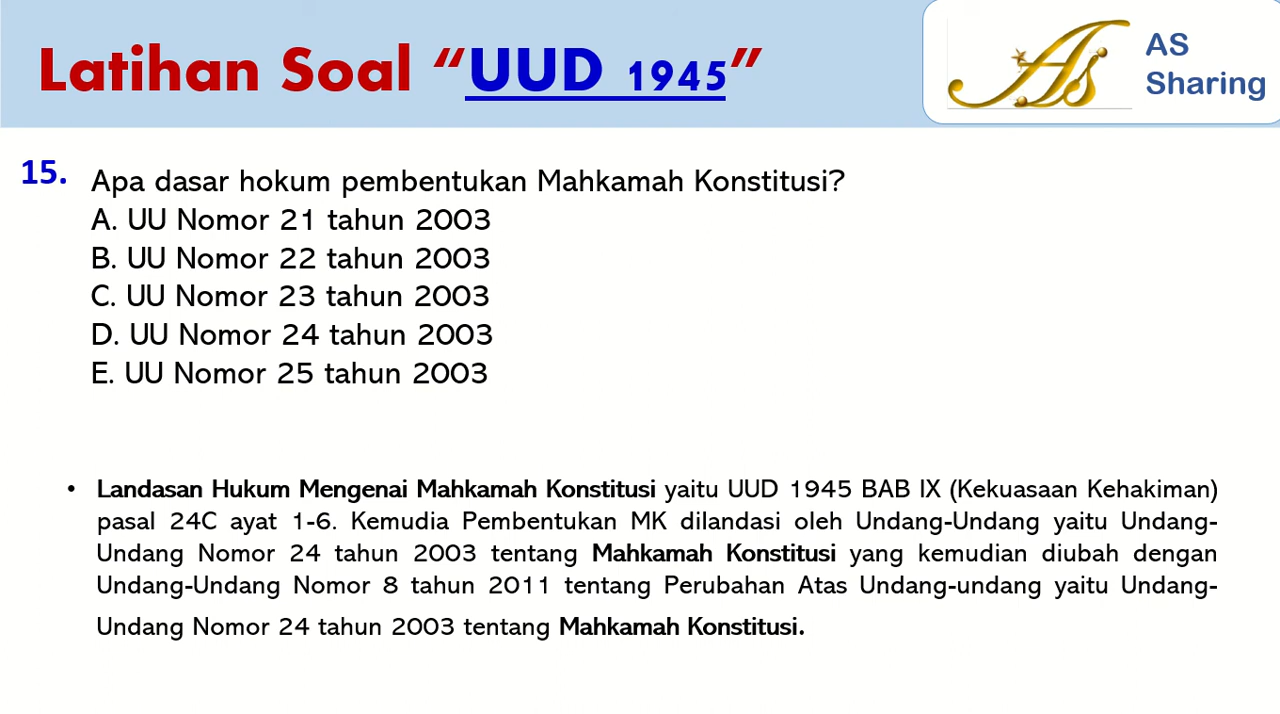 Latihan Soal “UUD 1945”
As
AS
Sharing
15. Apa dasar hokum pembentukan Mahkamah Konstitusi?
A. UU Nomor 21 tahun 2003
B. UU Nomor 22 tahun 2003
C. UU Nomor 23 tahun 2003
D. UU Nomor 24 tahun 2003
E. UU Nomor 25 tahun 2003
• Landasan Hukum Mengenai Mahkamah Konstitusi yaitu UUD 1945 BAB IX (Kekuasaan Kehakiman)
pasal 24C ayat 1-6. Kemudia Pembentukan MK dilandasi oleh Undang-Undang yaitu Undang-
Undang Nomor 24 tahun 2003 tentang Mahkamah Konstitusi yang kemudian diubah dengan
Undang-Undang Nomor 8 tahun 2011 tentang Perubahan Atas Undang-undang yaitu Undang-
Undang Nomor 24 tahun 2003 tentang Mahkamah Konstitusi.